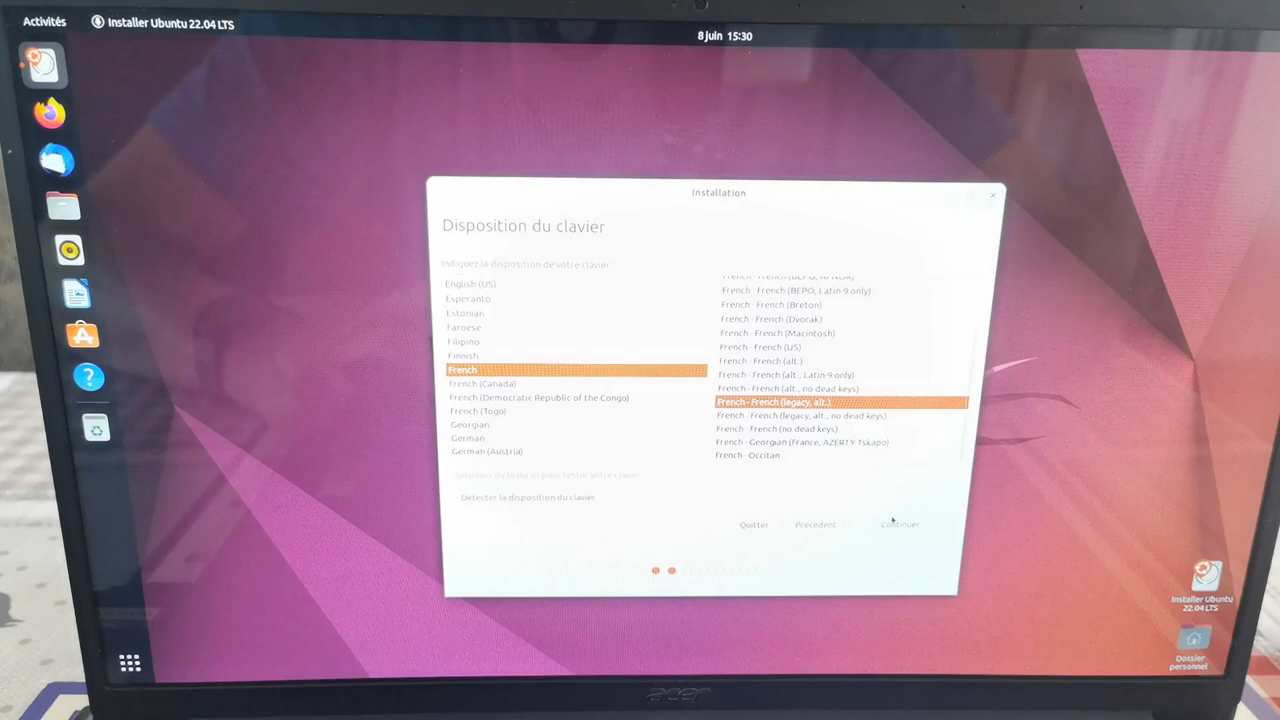 Activités
Installer Ubuntu 22.04 LTS
8 juin 15:30
Installation
Disposition du clavier
Indiquez la disposition de votre clavier:
English (US)
Esperanto
Estonian
Faroese
Filipino
Finnish
French
French (Canada)
French (Democratic Republic of the Congo)
French (Togo)
Georgian
German
German (Austria)
French - French (BEPO, AFNOR)
French - French (BEPO, Latin-9 only)
French - French (Breton)
French - French (Dvorak)
French - French (Macintosh)
French - French (US)
French - French (alt.)
French - French (alt., Latin-9 only)
French - French (alt., no dead keys)
French - French (legacy, alt.)
French - French (legacy, alt., no dead keys)
French - French (no dead keys)
French - Georgian (France, AZERTY Tskapo)
French - Occitan
Saisissez du texte ici pour tester votre clavier
Détecter la disposition du clavier
Quitter
Précédent
Continuer
Installer Ubuntu
22.04 LTS
Dossier
personnel
acer